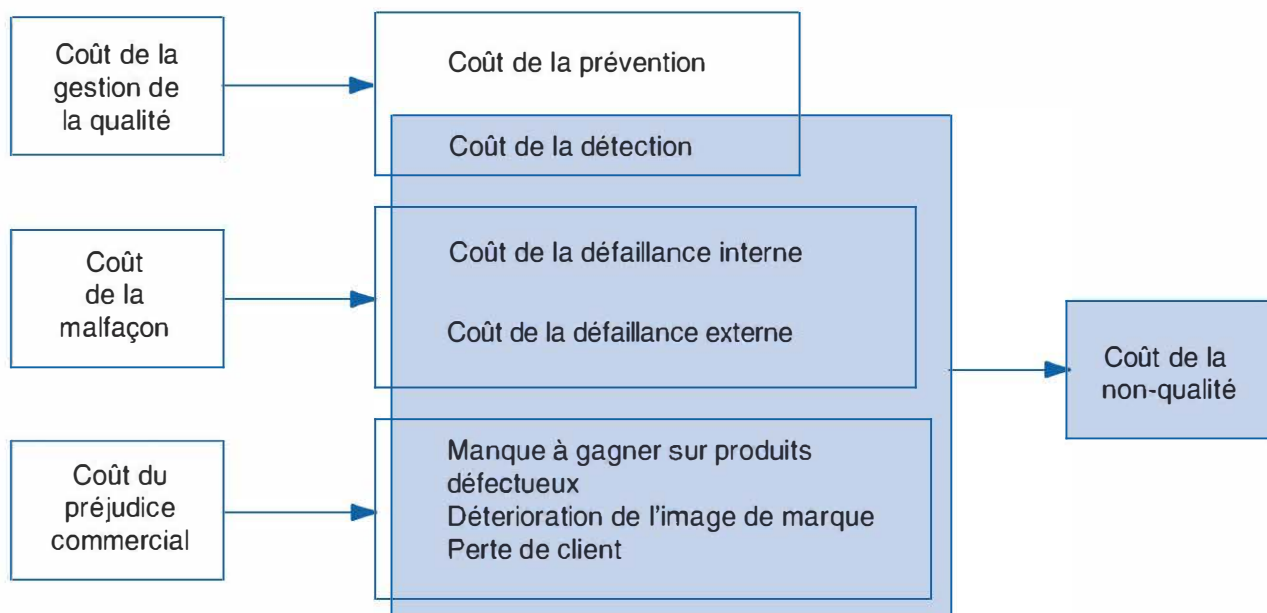 Coût de la
gestion de
la qualité
Coût de la prévention
Coût de la détection
Coût
de la
malfaçon
Coût de la défaillance interne
Coût de la défaillance externe
Coût du
préjudice
commercial
Manque à gagner sur produits
défectueux
Déterioration de l'image de marque
Perte de client
Coût de la
non-qualité